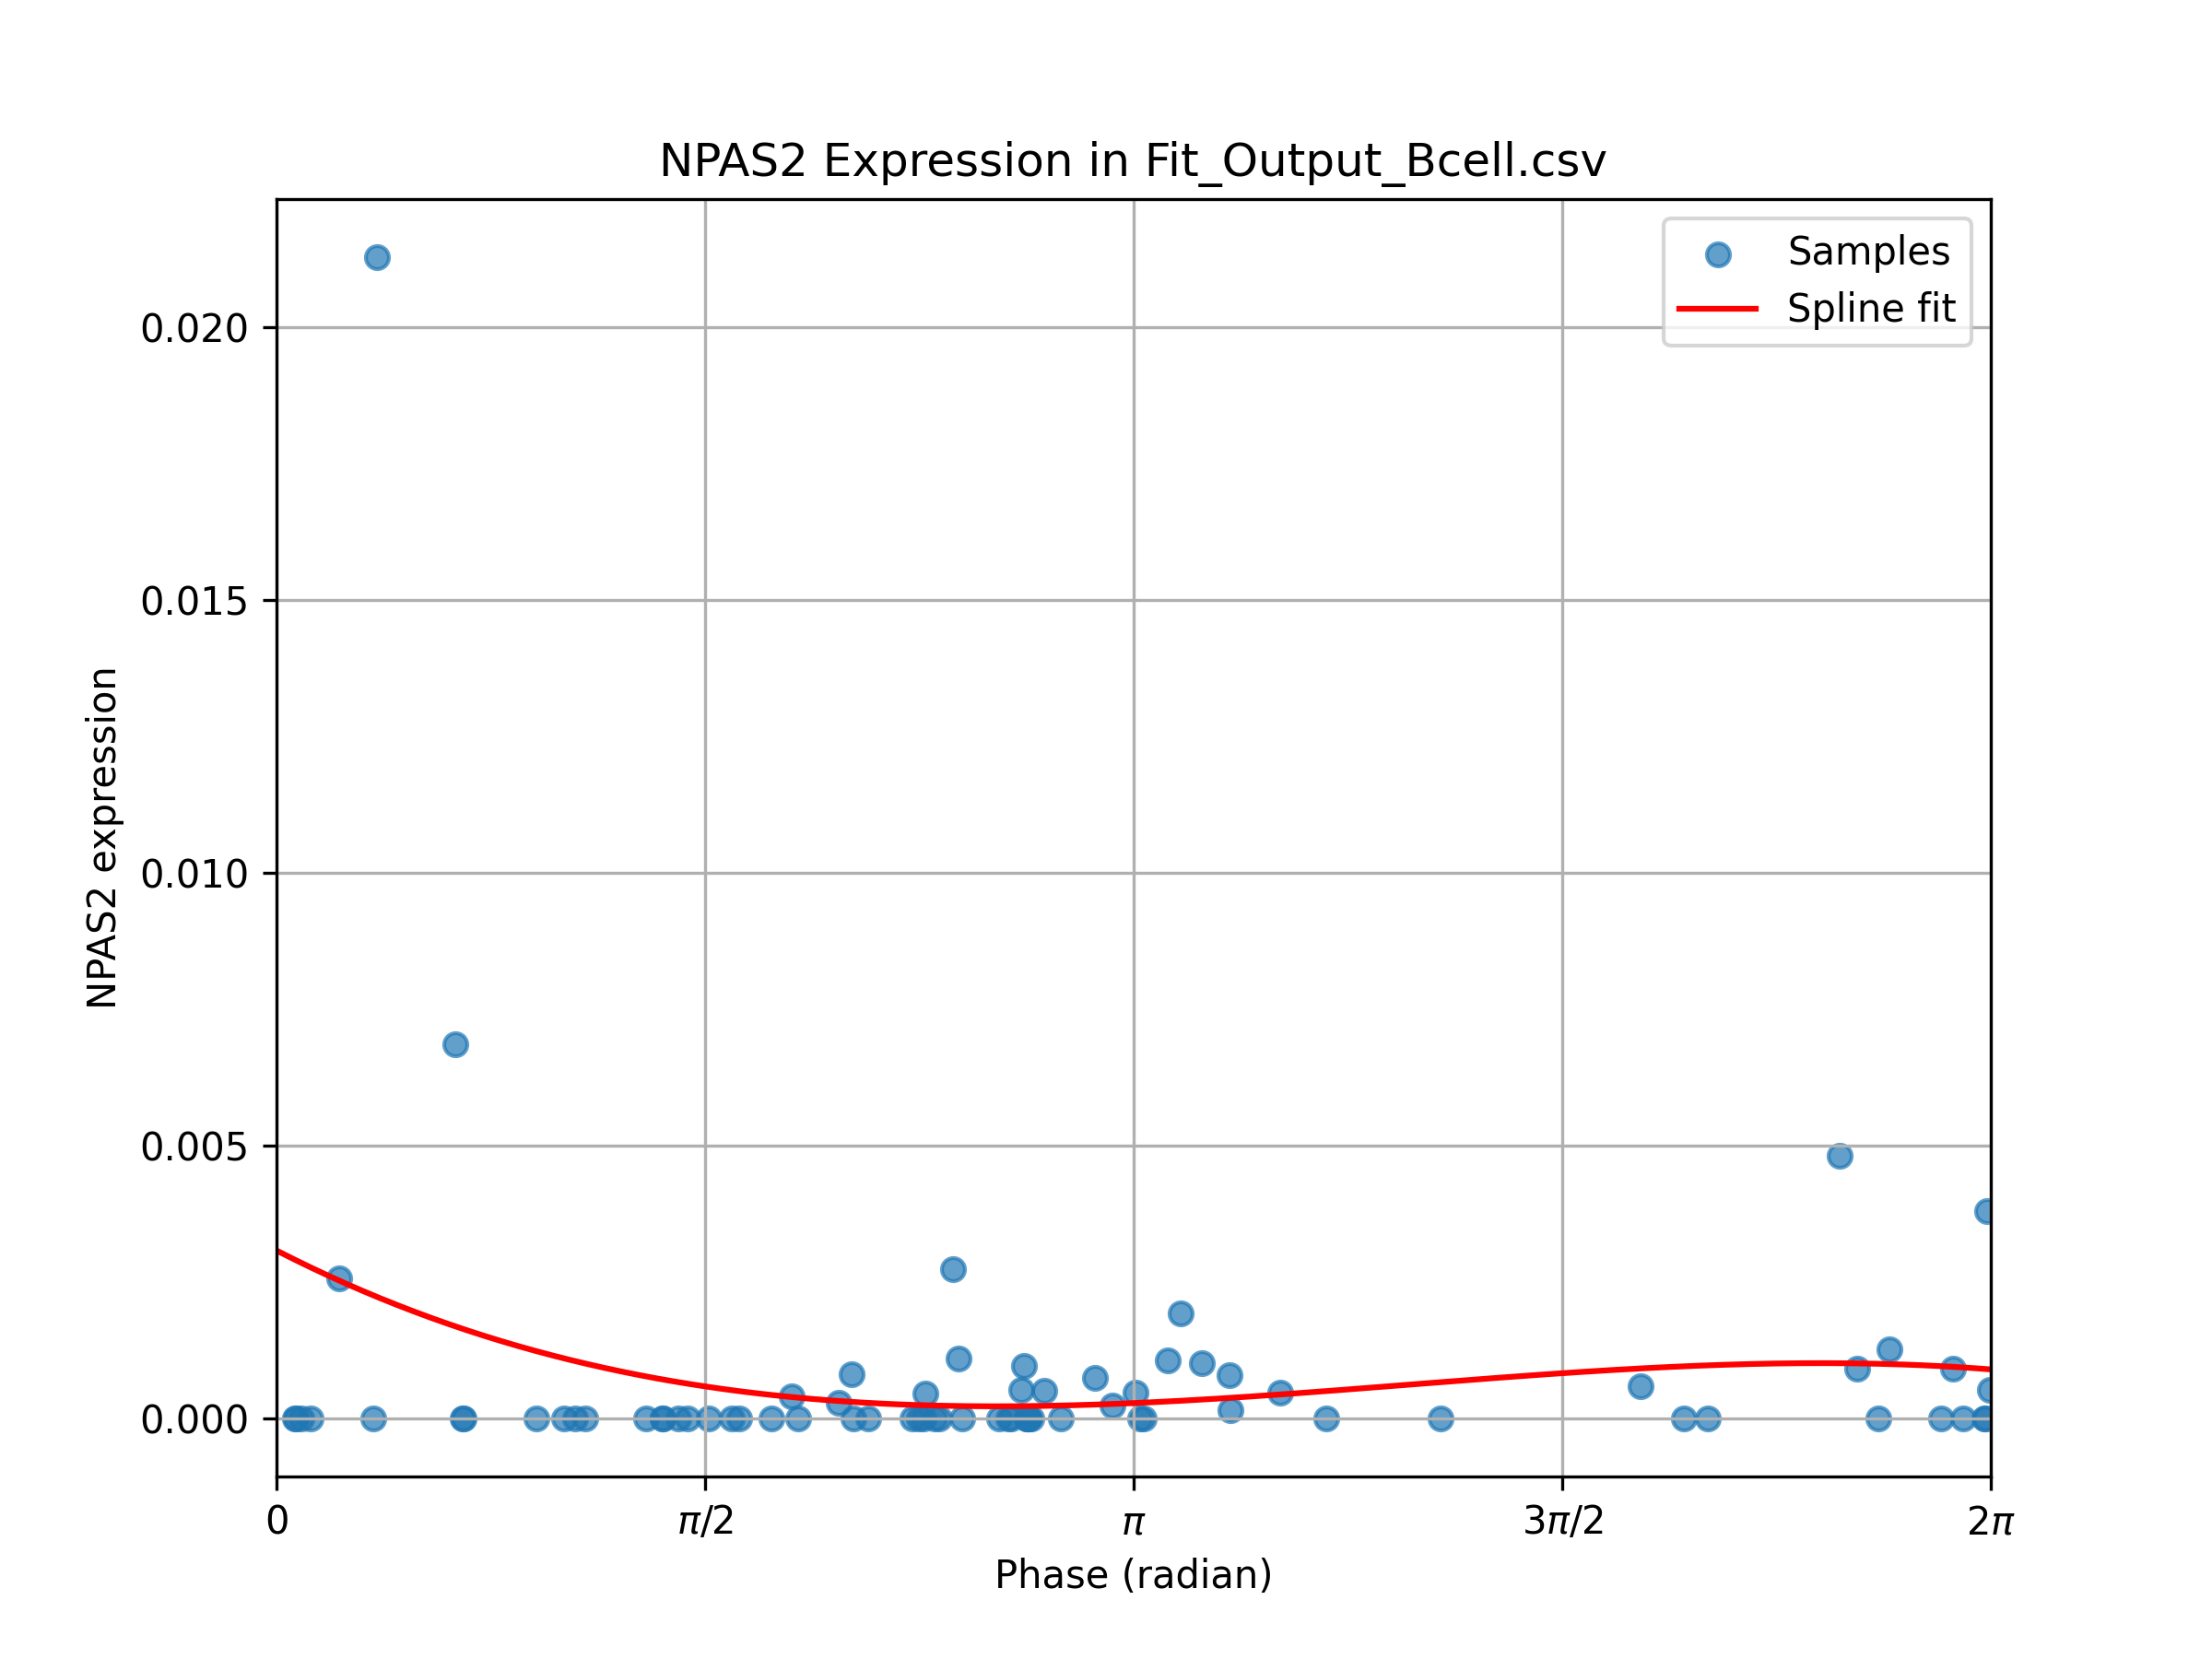 NPAS2 Expression in Fit_Output_Bcell.csv
Samples
Spline fit
0.020
0.015
0.010
0.005
0.000
NPAS2 expression
0
π/2
π
3π/2
2π
Phase (radian)